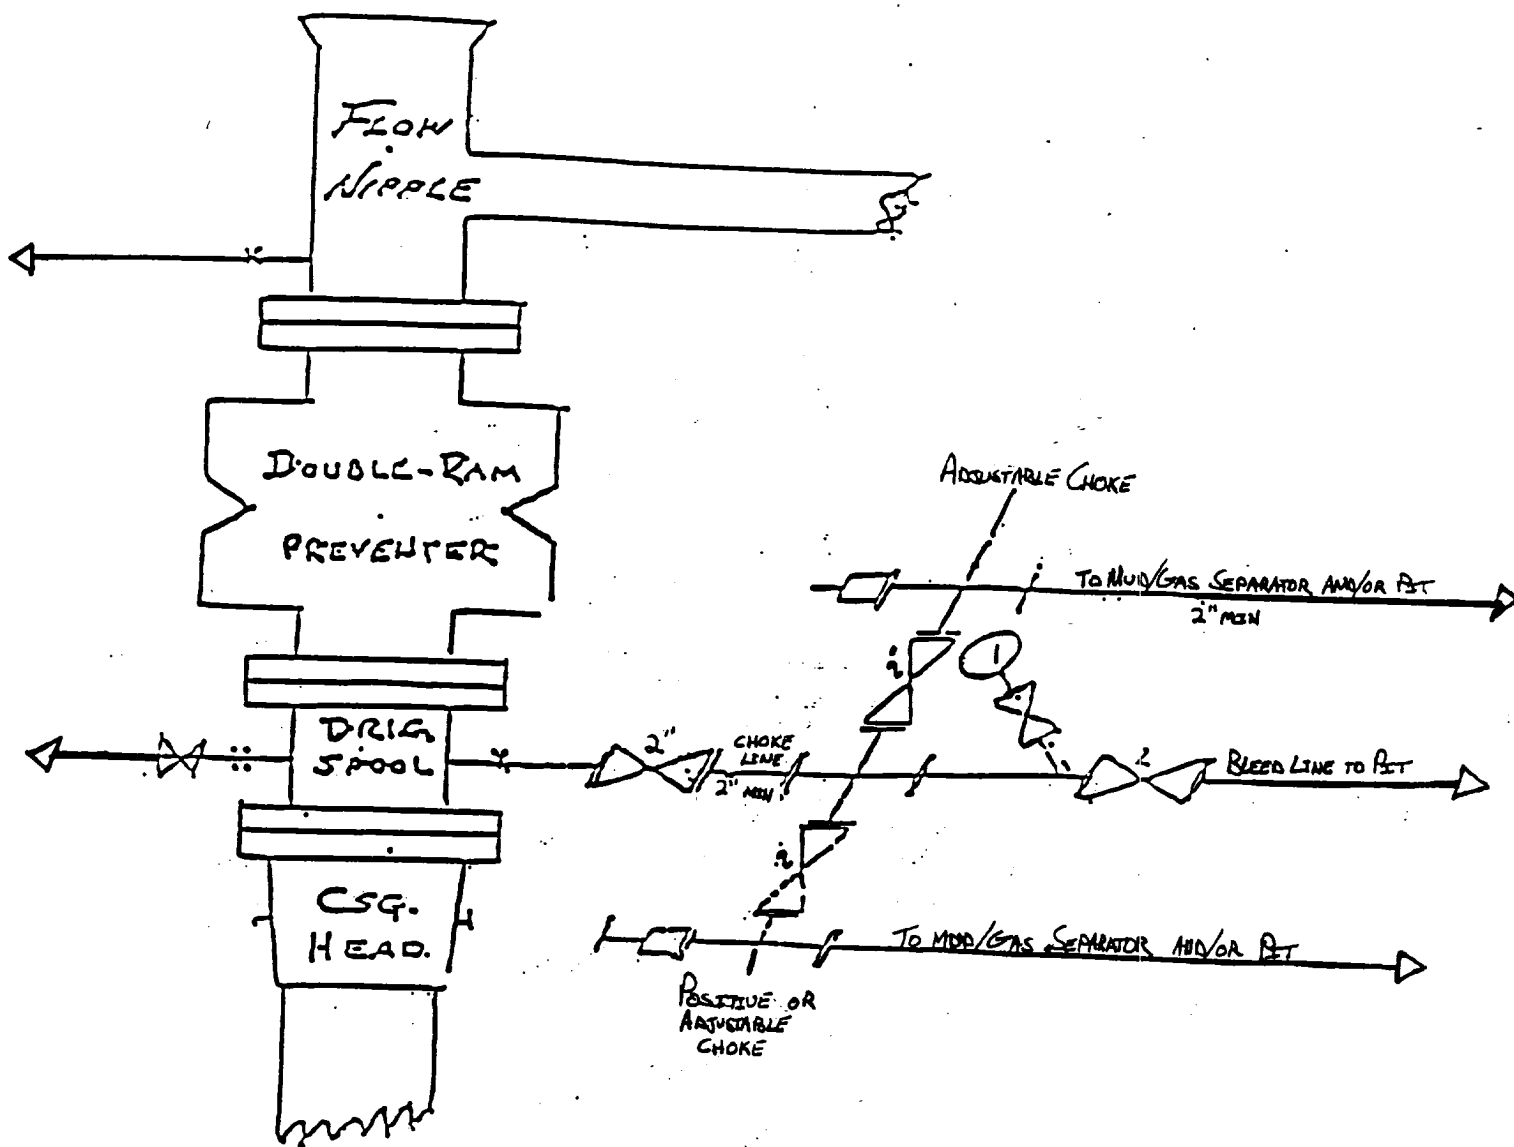 FLOW
NIPPLE
DOUBLE-RAM
PREVENTER
ADJUSTABLE CHOKE
TO MUD/GAS SEPARATOR AND/OR PIT
2" MIN
1
DRLG
SPOOL
2"
CHOKE
LINE
2" MIN
2
BLEED LINE TO PIT
CSG.
HEAD.
TO MUD/GAS SEPARATOR AND/OR PIT
POSITIVE OR
ADJUSTABLE
CHOKE